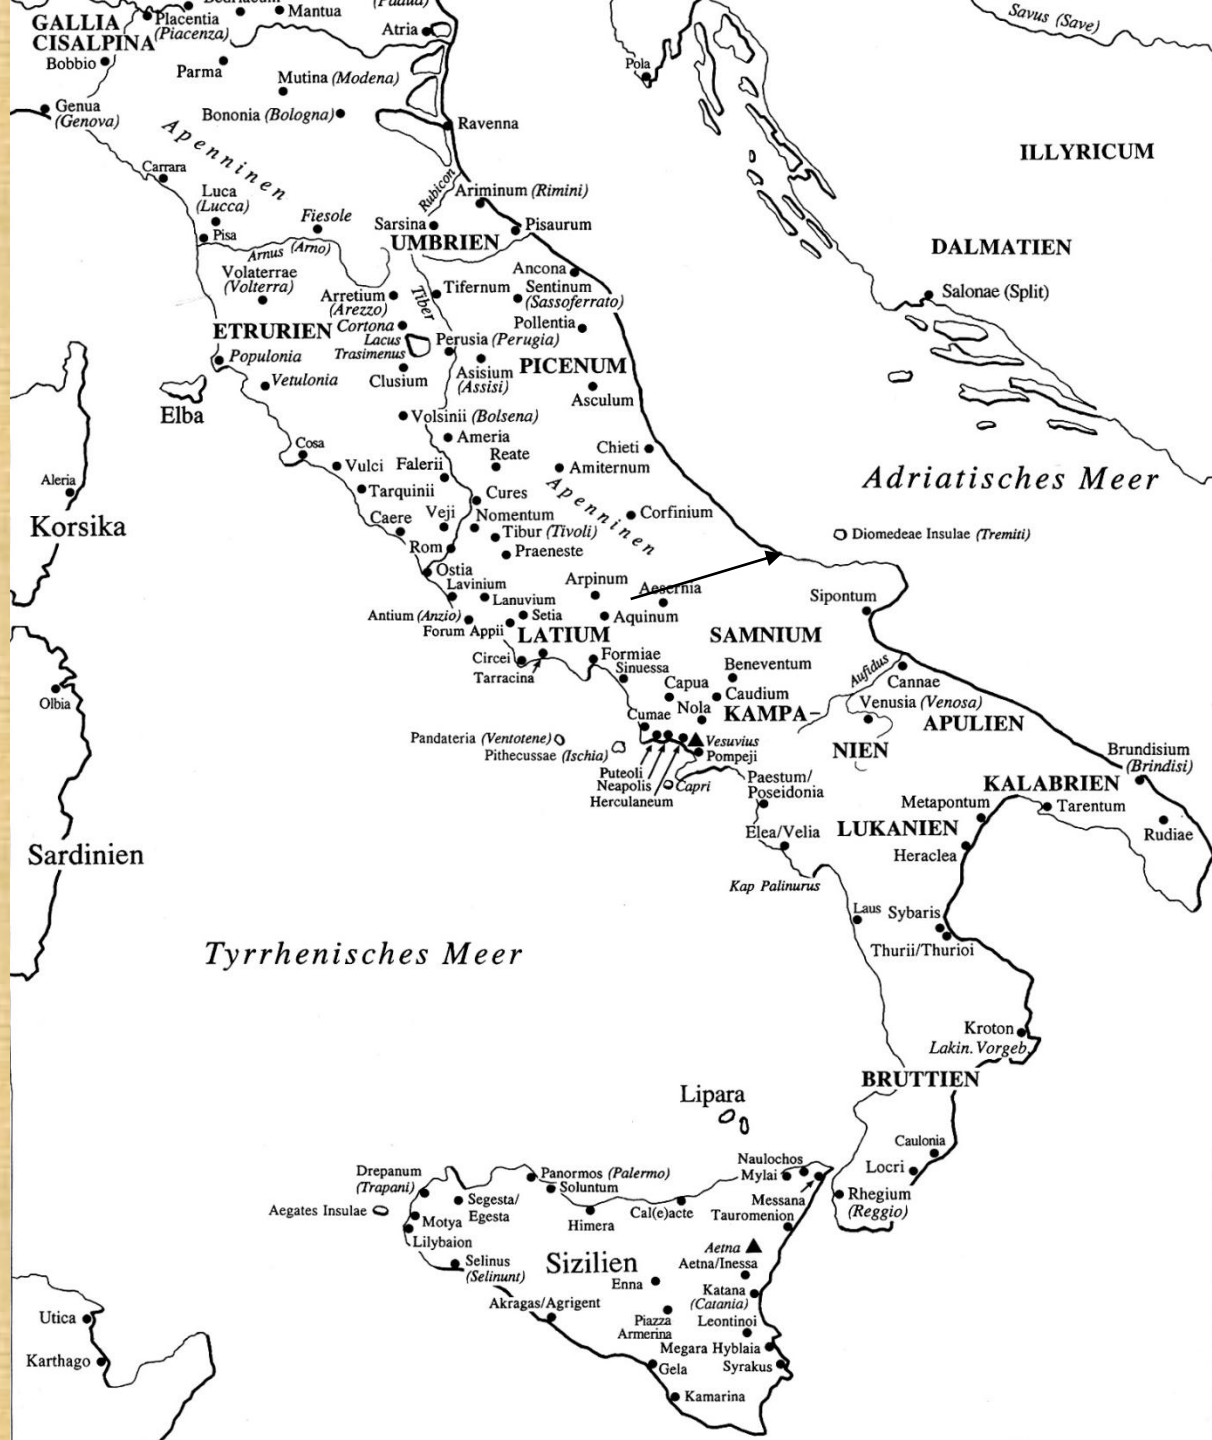 (Padua)
Mantua
Placentia
(Piacenza)
GALLIA
CISALPINA
Atria
Savus (Save)
Bobbio
Parma
Pola
Mutina (Modena)
Genua
(Genova)
Bononia (Bologna)
Ravenna
Apenninen
ILLYRICUM
Carrara
Luca
(Lucca)
Rubicon
Ariminum (Rimini)
Fiesole
Sarsina
Pisaurum
Pisa
UMBRIEN
Arnus (Arno)
DALMATIEN
Volaterrae
(Volterra)
Ancona
Tiber
Tifernum
Sentinum
(Sassoferrato)
Arretium
(Arezzo)
Salonae (Split)
ETRURIEN
Cortona
Pollentia
Lacus
Trasimenus
Perusia (Perugia)
Populonia
PICENUM
Asisium
(Assisi)
Vetulonia
Clusium
Elba
Asculum
Volsinii (Bolsena)
Ameria
Cosa
Chieti
Reate
Vulci
Falerii
Amiternum
Aleria
Tarquinii
Adriatisches Meer
Cures
Apenninen
Korsika
Caere
Veji
Nomentum
Corfinium
Tibur (Tivoli)
Diomedeae Insulae (Tremiti)
Rom
Praeneste
Ostia
Lavinium
Arpinum
Aesernia
Lanuvium
Sipontum
Antium (Anzio)
Setia
Aquinum
Forum Appii
LATIUM
SAMNIUM
Circei
Formiae
Tarracina
Sinuessa
Beneventum
Aufidus
Cannae
Capua
Caudium
Olbia
Nola
Venusia (Venosa)
Cumae
KAMPA-
NIEN
APULIEN
Pandateria (Ventotene)
Vesuvius
Pithecussae (Ischia)
Pompeji
Brundisium
(Brindisi)
Puteoli
Neapolis
Herculaneum
Capri
Paestum/
Poseidonia
KALABRIEN
Metapontum
Tarentum
Elea/Velia
LUKANIEN
Rudiae
Sardinien
Heraclea
Kap Palinurus
Laus
Sybaris
Tyrrhenisches Meer
Thurii/Thurioi
Kroton
Lakin. Vorgeb.
BRUTTIEN
Lipara
Caulonia
Naulochos
Drepanum
(Trapani)
Panormos (Palermo)
Mylai
Locri
Soluntum
Segesta/
Egesta
Messana
Rhegium
(Reggio)
Aegates Insulae
Cal(e)acte
Tauromenion
Motya
Himera
Lilybaion
Aetna
Selinus
(Selinunt)
Sizilien
Aetna/Inessa
Enna
Katana
(Catania)
Akragas/Agrigent
Utica
Piazza
Armerina
Leontinoi
Megara Hyblaia
Karthago
Gela
Syrakus
Kamarina